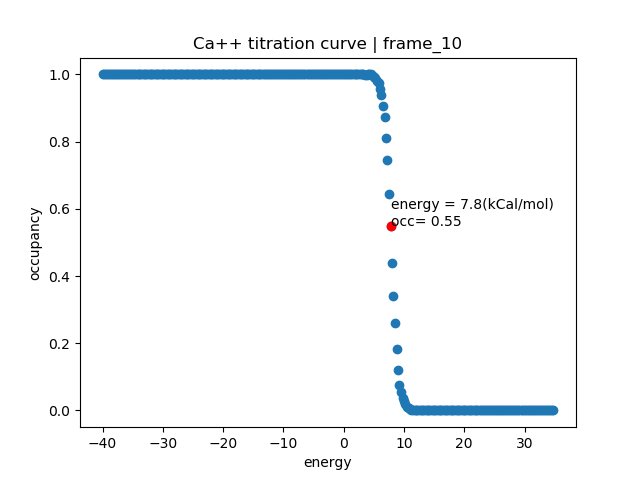 Ca++ titration curve | frame_10
1.0
0.8
0.6
0.4
0.2
0.0
occupancy
energy = 7.8(kCal/mol)
occ= 0.55
−40 −30 −20 −10 0 10 20 30
energy